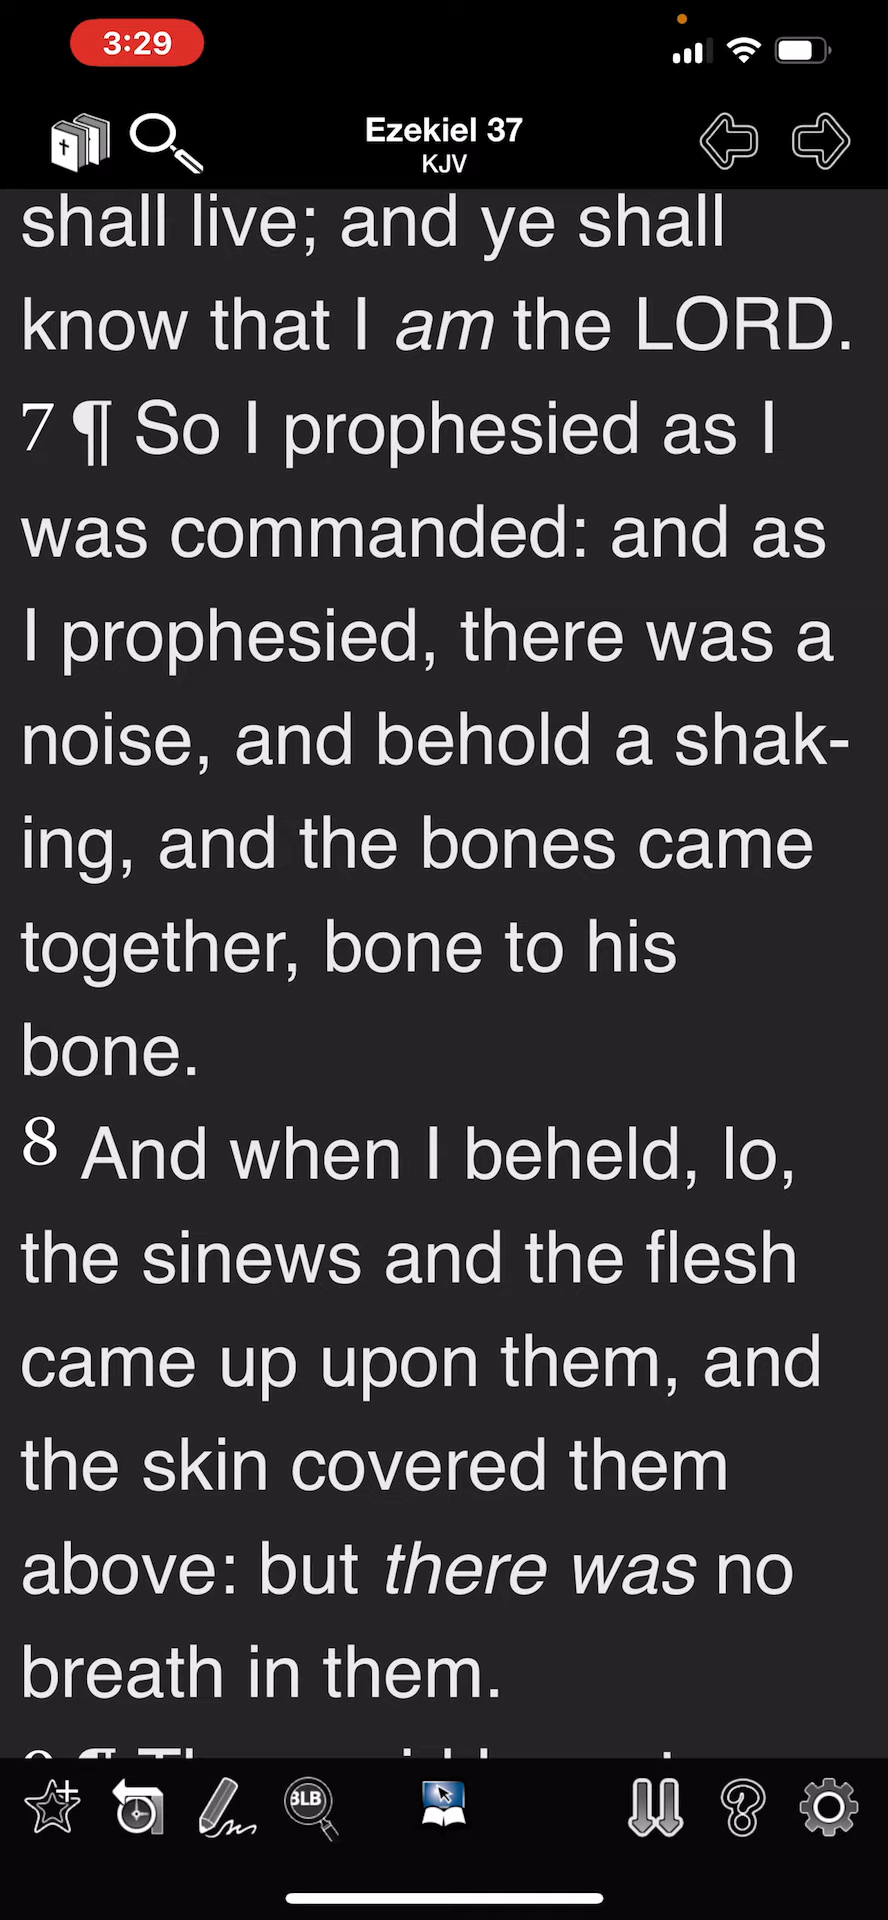 3:29
Ezekiel 37
KJV
shall live; and ye shall
know that I am the LORD.
7 ¶ So I prophesied as I
was commanded: and as
I prophesied, there was a
noise, and behold a shak-
ing, and the bones came
together, bone to his
bone.
8 And when I beheld, lo,
the sinews and the flesh
came up upon them, and
the skin covered them
above: but there was no
breath in them.
BLB